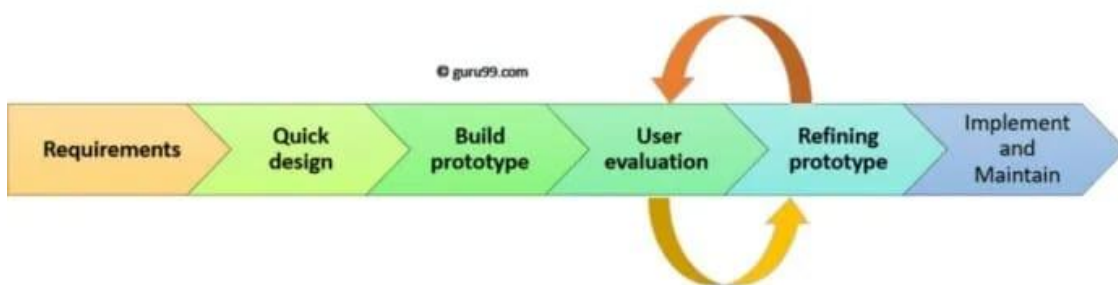 © guru99.com
Requirements
Quick
design
Build
prototype
User
evaluation
Refining
prototype
Implement
and
Maintain